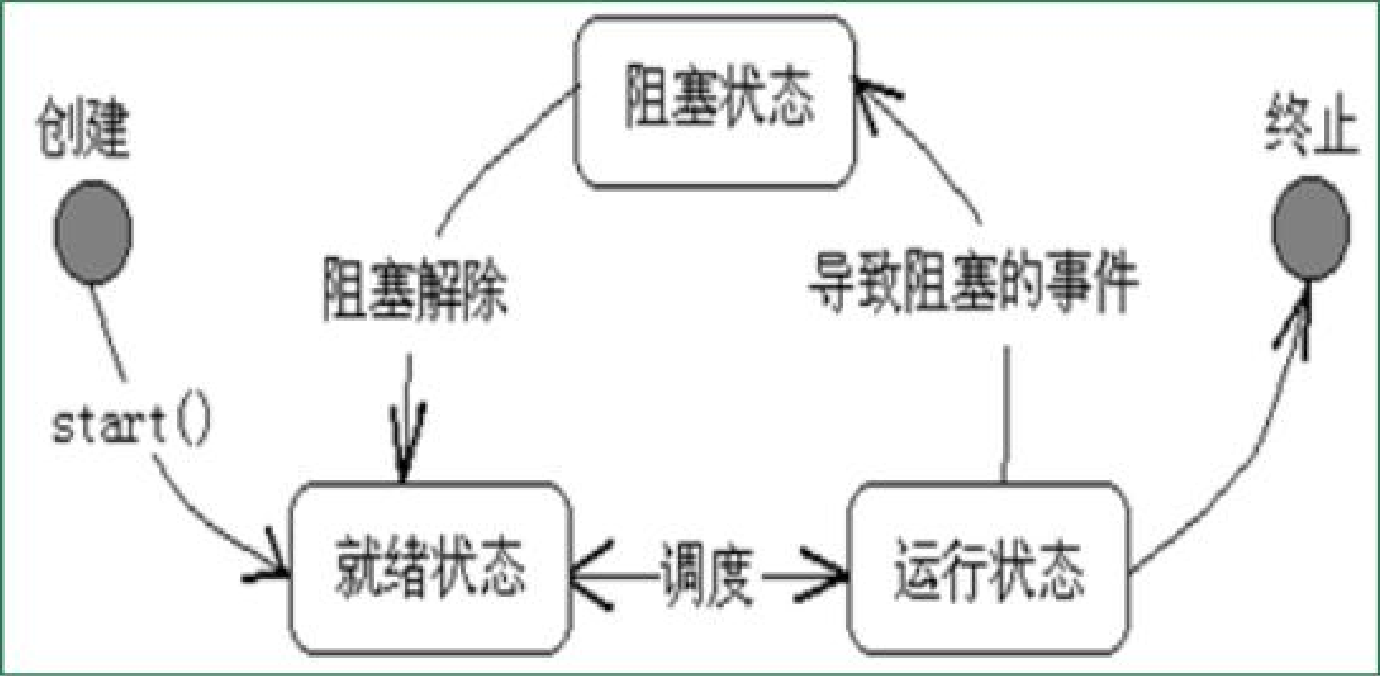 阻塞状态
创建
终止
阻塞解除
导致阻塞的事件
start()
就绪状态
调度
运行状态